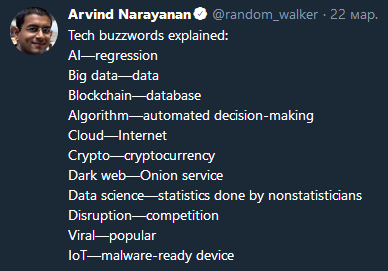 Arvind Narayanan @random_walker · 22 мар.
Tech buzzwords explained:
AI—regression
Big data—data
Blockchain—database
Algorithm—automated decision-making
Cloud—Internet
Crypto—cryptocurrency
Dark web—Onion service
Data science—statistics done by nonstatisticians
Disruption—competition
Viral—popular
IoT—malware-ready device